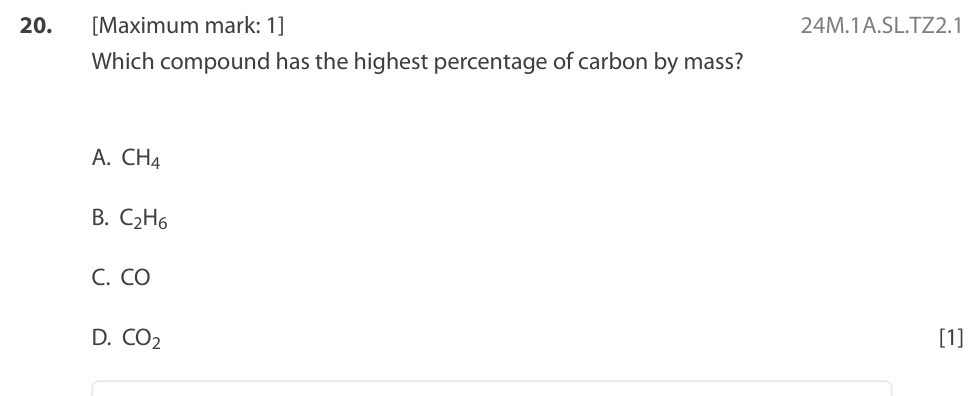 20. [Maximum mark: 1] 24M.1A.SL.TZ2.1
Which compound has the highest percentage of carbon by mass?
A. CH₄
B. C₂H₆
C. CO
D. CO₂ [1]